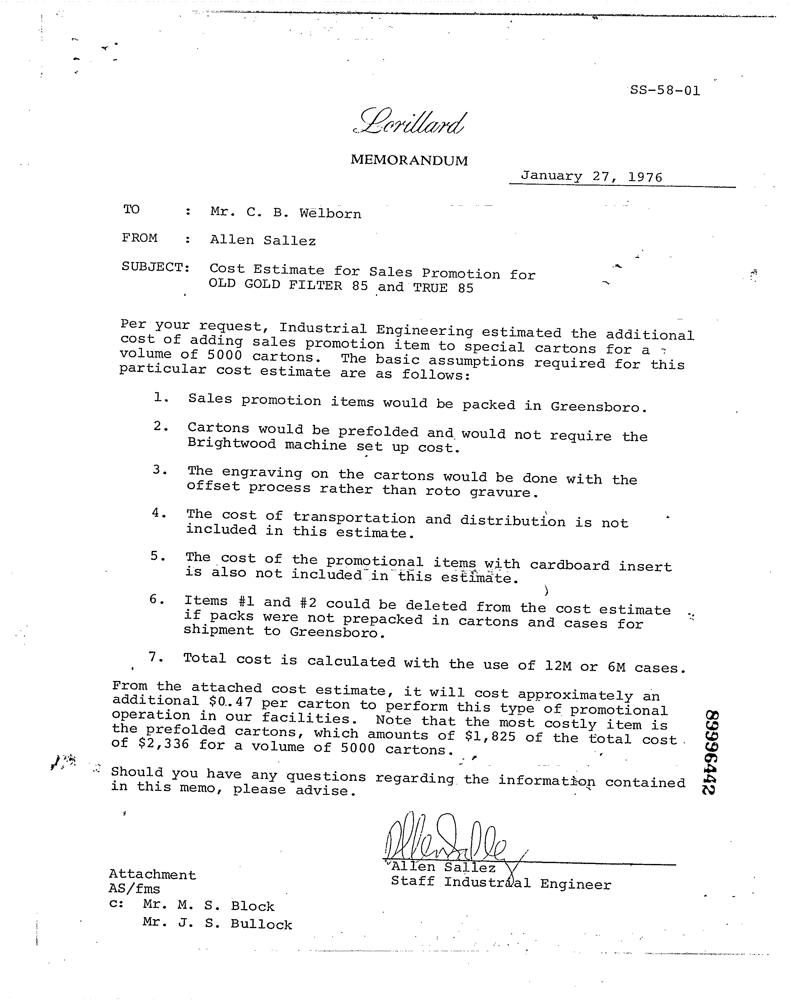 SS-58-01
Lorillard
MEMORANDUM
January 27, 1976
TO : Mr. C. B. Welborn
FROM : Allen Sallez
SUBJECT: Cost Estimate for Sales Promotion for
OLD GOLD FILTER 85 and TRUE 85
Per your request, Industrial Engineering estimated the additional
cost of adding sales promotion item to special cartons for a
volume of 5000 cartons. The basic assumptions required for this
particular cost estimate are as follows:
1. Sales promotion items would be packed in Greensboro.
2. Cartons would be prefolded and would not require the
Brightwood machine set up cost.
3. The engraving on the cartons would be done with the
offset process rather than roto gravure.
4. The cost of transportation and distribution is not
included in this estimate.
5. The cost of the promotional items with cardboard insert
is also not included in this estimate.
6. Items #1 and #2 could be deleted from the cost estimate
if packs were not prepacked in cartons and cases for
shipment to Greensboro.
7. Total cost is calculated with the use of 12M or 6M cases.
From the attached cost estimate, it will cost approximately an
additional $0.47 per carton to perform this type of promotional
operation in our facilities. Note that the most costly item is
the prefolded cartons, which amounts of $1,825 of the total cost
of $2,336 for a volume of 5000 cartons.
Should you have any questions regarding the information contained
in this memo, please advise.
Allen Sallez
Allen Sallez
Staff Industrial Engineer
Attachment
AS/fms
c: Mr. M. S. Block
Mr. J. S. Bullock
89996442